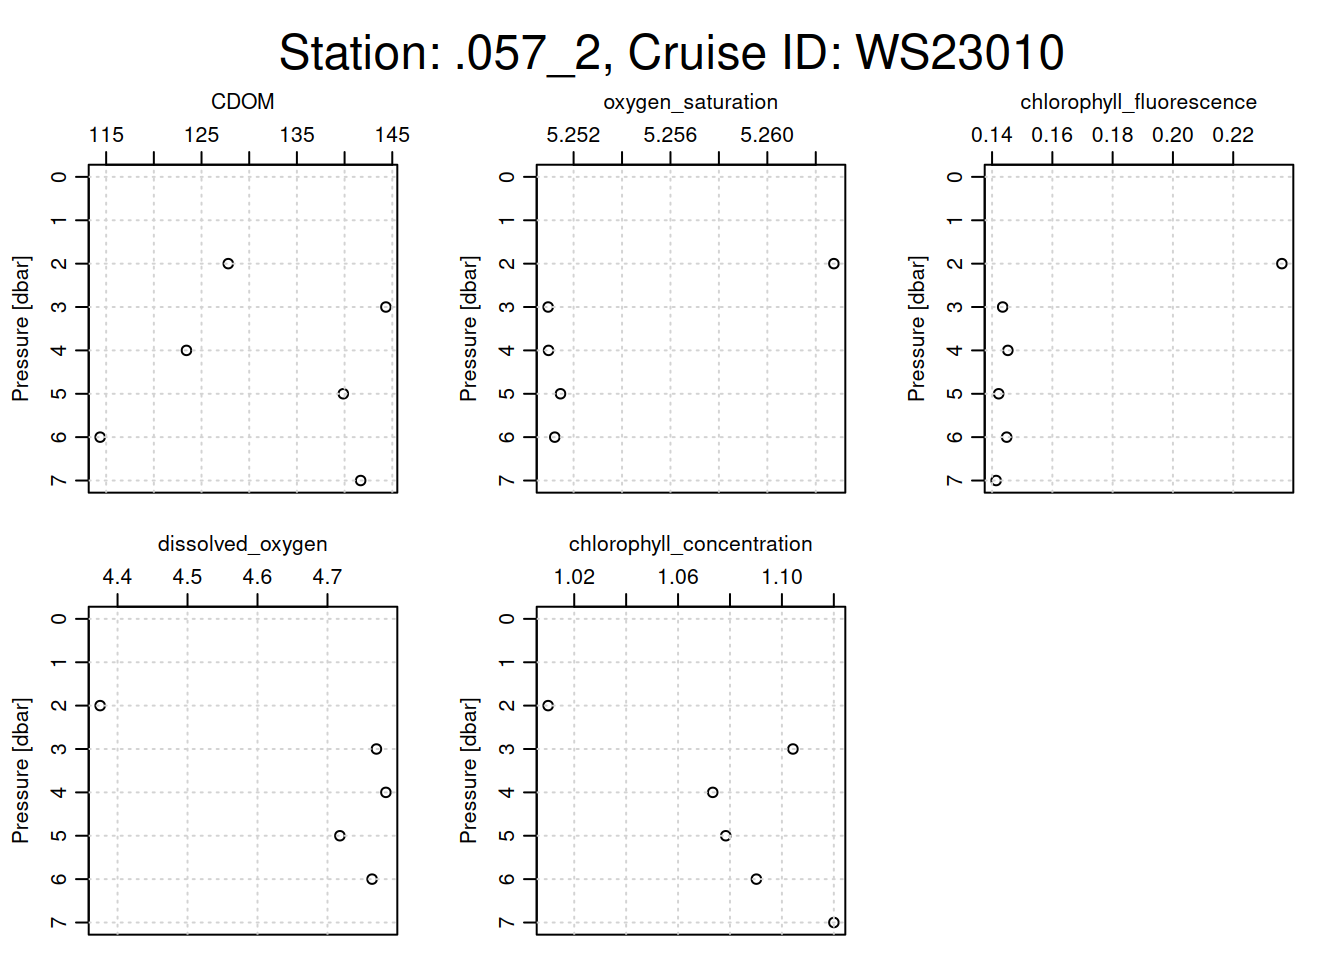 Station: .057_2, Cruise ID: WS23010
CDOM
115 125 135 145
Pressure [dbar]
0
1
2
3
4
5
6
7
oxygen_saturation
5.252 5.256 5.260
Pressure [dbar]
0
1
2
3
4
5
6
7
chlorophyll_fluorescence
0.14 0.16 0.18 0.20 0.22
Pressure [dbar]
0
1
2
3
4
5
6
7
dissolved_oxygen
4.4 4.5 4.6 4.7
Pressure [dbar]
0
1
2
3
4
5
6
7
chlorophyll_concentration
1.02 1.06 1.10
Pressure [dbar]
0
1
2
3
4
5
6
7